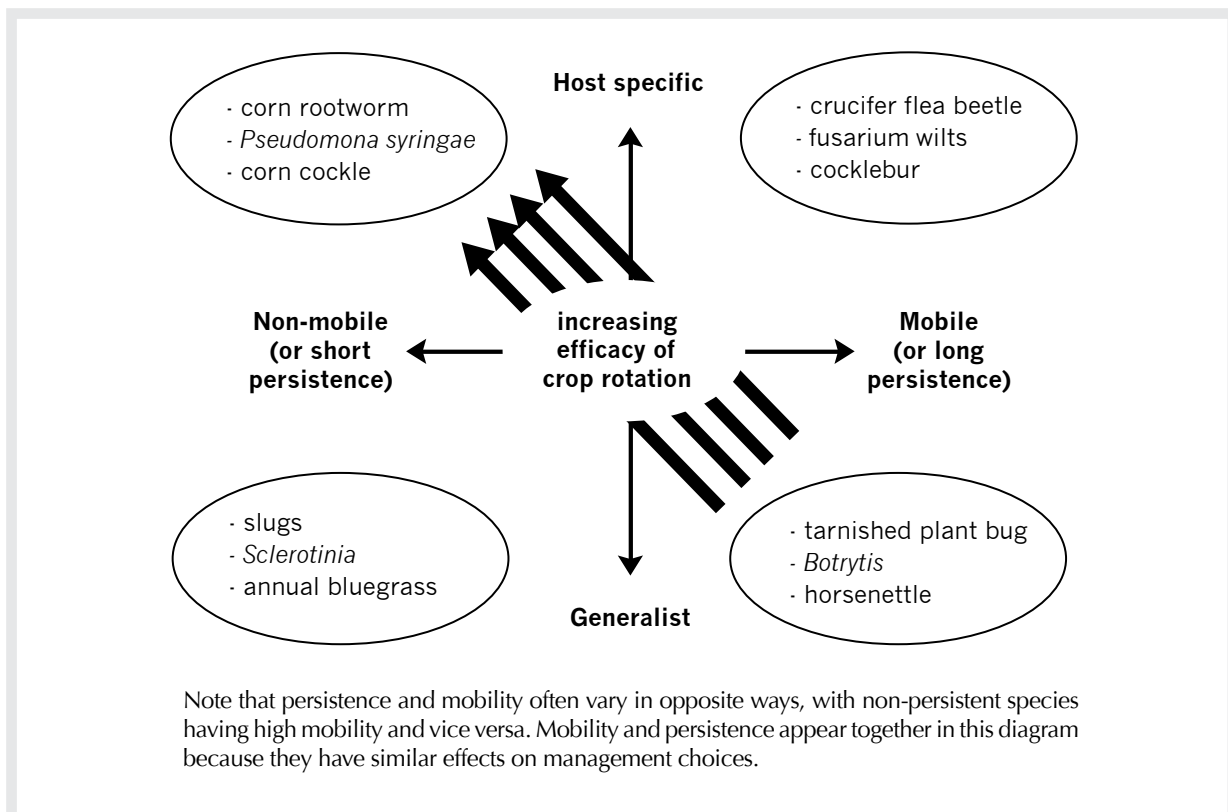 Host specific
- corn rootworm
- Pseudomona syringae
- corn cockle
- crucifer flea beetle
- fusarium wilts
- cocklebur
Non-mobile
(or short
persistence)
increasing
efficacy of
crop rotation
Mobile
(or long
persistence)
- slugs
- Sclerotinia
- annual bluegrass
- tarnished plant bug
- Botrytis
- horsenettle
Generalist
Note that persistence and mobility often vary in opposite ways, with non-persistent species
having high mobility and vice versa. Mobility and persistence appear together in this diagram
because they have similar effects on management choices.